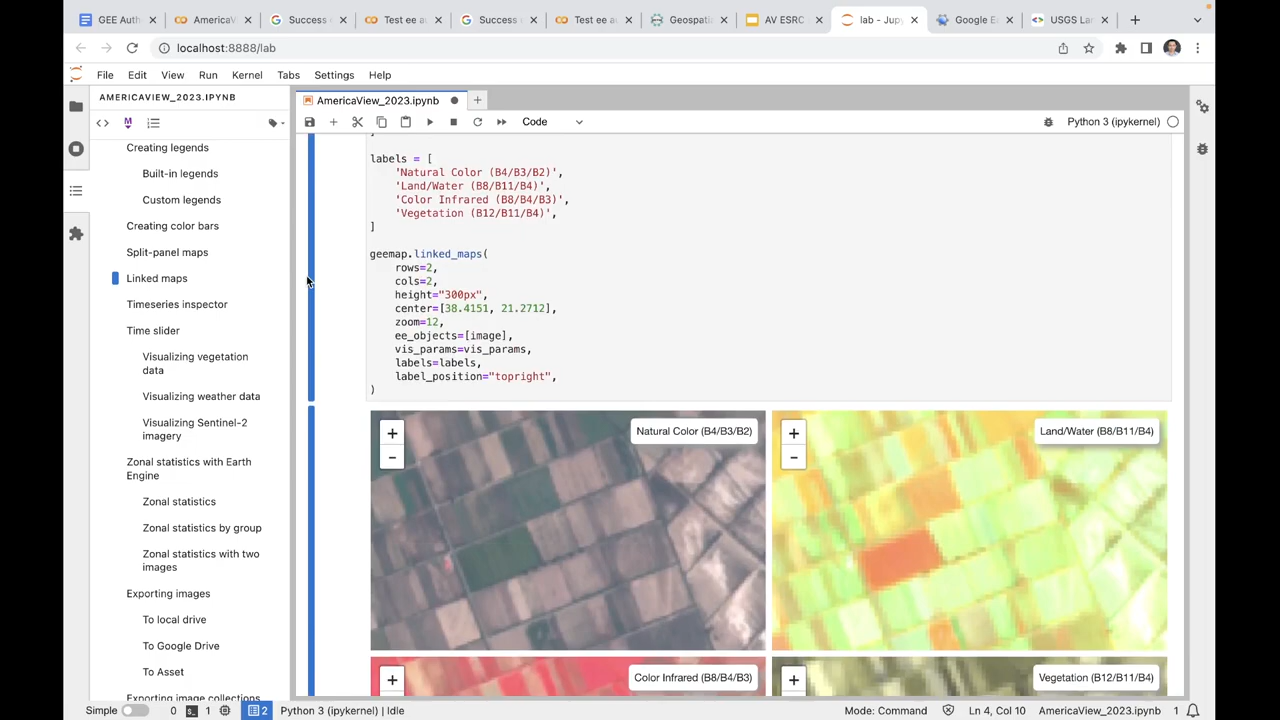 GEE Auth
AmericaV
Success
Test ee au
Success
Test ee au
Geospati
AV ESRC
lab - Jupy
Google E
USGS La
localhost:8888/lab
File Edit View Run Kernel Tabs Settings Help
AMERICAVIEW_2023.IPYNB
AMERICAVIEW_2023.ipynb
Code
Python 3 (ipykernel)
Creating legends
Built-in legends
Custom legends
Creating color bars
Split-panel maps
Linked maps
Timeseries inspector
Time slider
Visualizing vegetation
data
Visualizing weather data
Visualizing Sentinel-2
imagery
Zonal statistics with Earth
Engine
Zonal statistics
Zonal statistics by group
Zonal statistics with two
images
Exporting images
To local drive
To Google Drive
To Asset
Exporting image collections
labels = [
'Natural Color (B4/B3/B2)',
'Land/Water (B8/B11/B4)',
'Color Infrared (B8/B4/B3)',
'Vegetation (B12/B11/B4)',
]
geemap.linked_maps(
rows=2,
cols=2,
height="300px",
center=[38.4151, 21.2712],
zoom=12,
ee_objects=[image],
vis_params=vis_params,
labels=labels,
label_position="topright",
)
+
−
Natural Color (B4/B3/B2)
+
−
Land/Water (B8/B11/B4)
+
Color Infrared (B8/B4/B3)
+
Vegetation (B12/B11/B4)
Simple 0 1 2 Python 3 (ipykernel) | Idle
Mode: Command Ln 4, Col 10 AmericaView_2023.ipynb 1